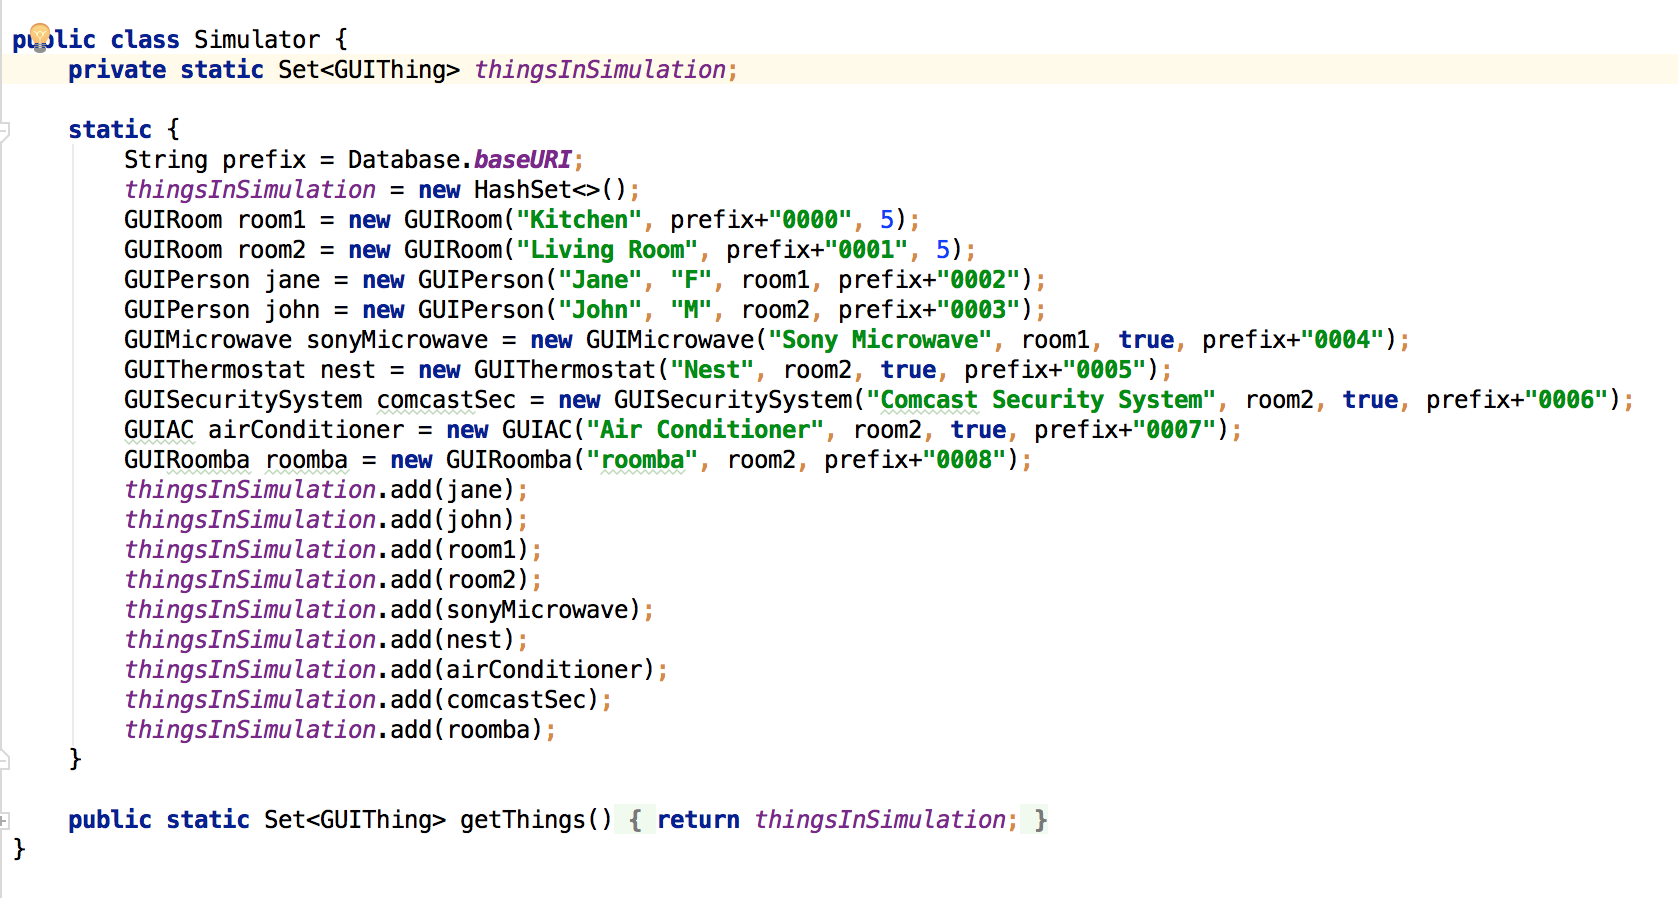 public class Simulator {
private static Set<GUIThing> thingsInSimulation;
static {
String prefix = Database.baseURI;
thingsInSimulation = new HashSet<>();
GUIRoom room1 = new GUIRoom("Kitchen", prefix+"0000", 5);
GUIRoom room2 = new GUIRoom("Living Room", prefix+"0001", 5);
GUIPerson jane = new GUIPerson("Jane", "F", room1, prefix+"0002");
GUIPerson john = new GUIPerson("John", "M", room2, prefix+"0003");
GUIMicrowave sonyMicrowave = new GUIMicrowave("Sony Microwave", room1, true, prefix+"0004");
GUIThermostat nest = new GUIThermostat("Nest", room2, true, prefix+"0005");
GUISecuritySystem comcastSec = new GUISecuritySystem("Comcast Security System", room2, true, prefix+"0006");
GUIAC airConditioner = new GUIAC("Air Conditioner", room2, true, prefix+"0007");
GUIRoomba roomba = new GUIRoomba("roomba", room2, prefix+"0008");
thingsInSimulation.add(jane);
thingsInSimulation.add(john);
thingsInSimulation.add(room1);
thingsInSimulation.add(room2);
thingsInSimulation.add(sonyMicrowave);
thingsInSimulation.add(nest);
thingsInSimulation.add(airConditioner);
thingsInSimulation.add(comcastSec);
thingsInSimulation.add(roomba);
}
public static Set<GUIThing> getThings() { return thingsInSimulation; }
}